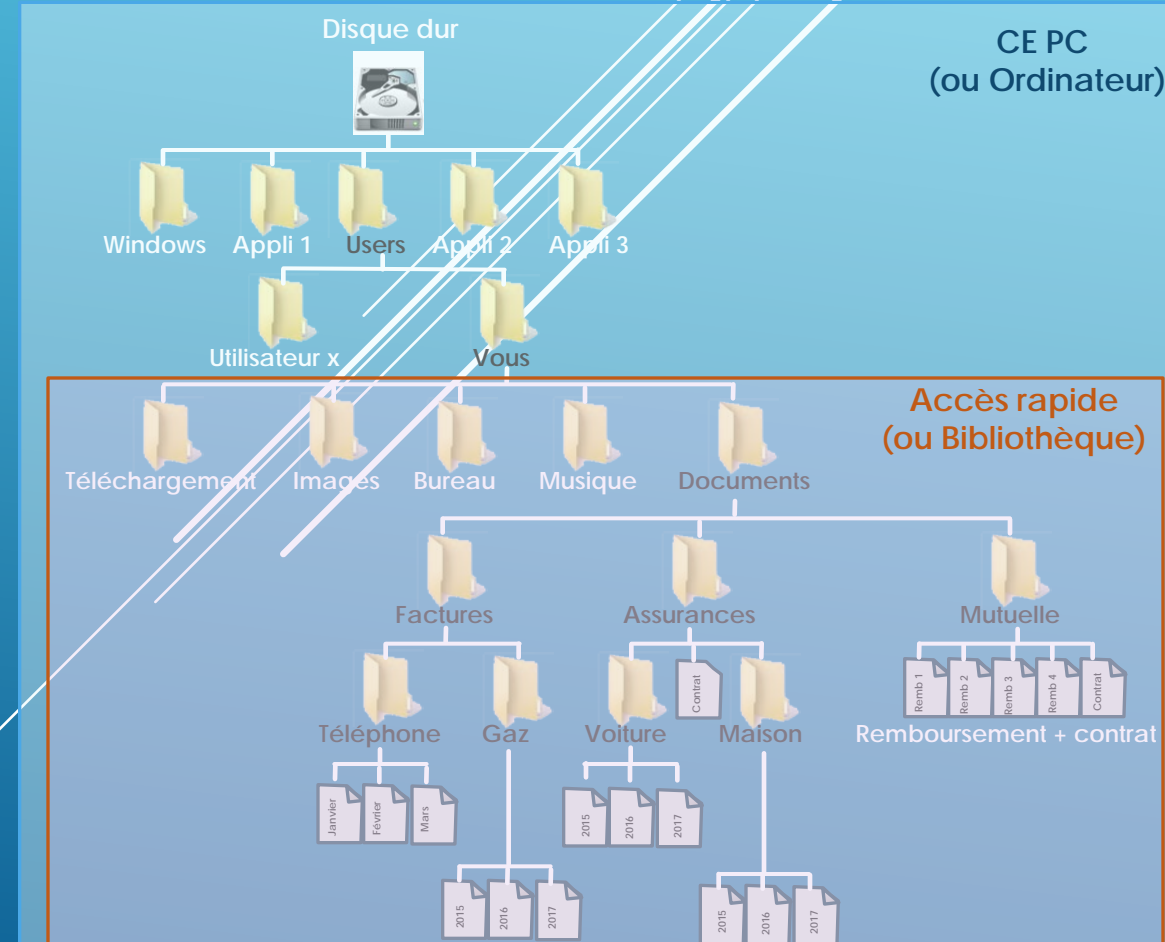 Disque dur
CE PC
(ou Ordinateur)
Windows
Appli 1
Users
Appli 2
Appli 3
Utilisateur x
Vous
Accès rapide
(ou Bibliothèque)
Téléchargement
Images
Bureau
Musique
Documents
Factures
Assurances
Mutuelle
Contrat
Remb 1
Remb 2
Remb 3
Remb 4
Contrat
Téléphone
Gaz
Voiture
Maison
Remboursement + contrat
Janvier
Février
Mars
2015
2016
2017
2015
2016
2017
2015
2016
2017